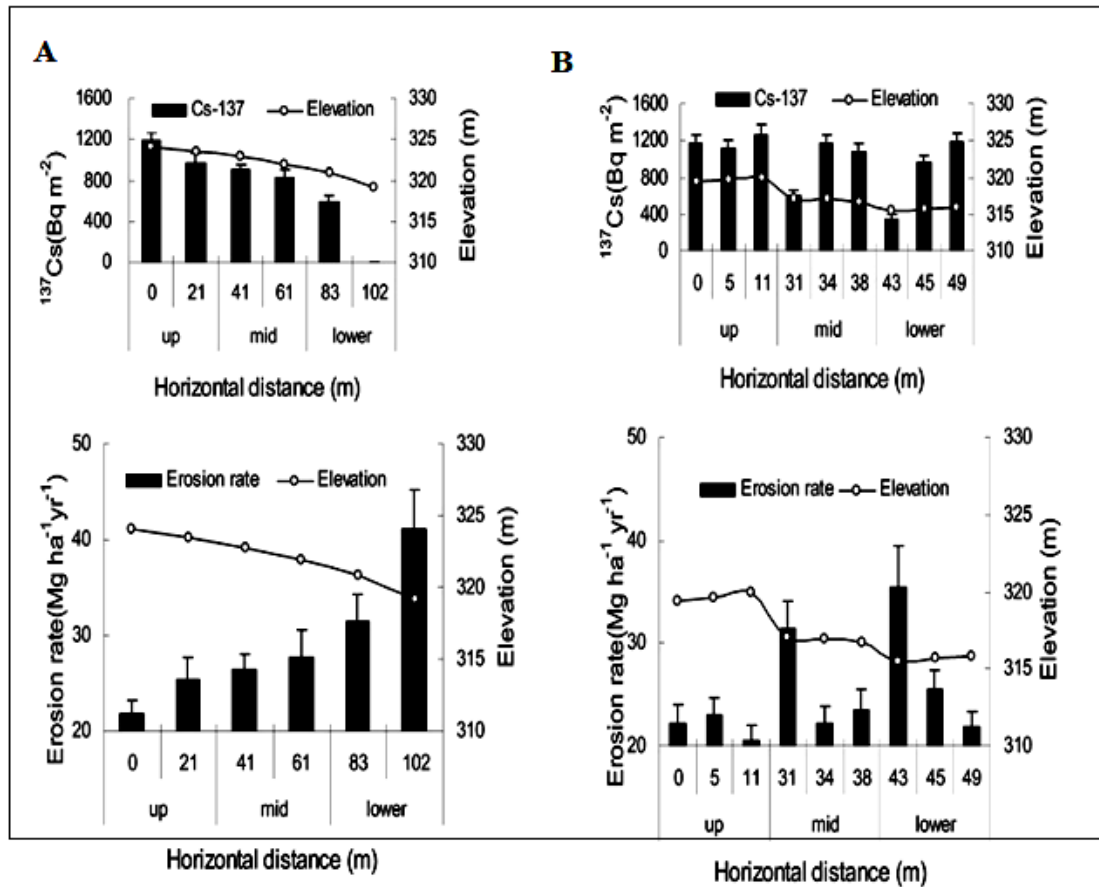 A
1600
1200
800
400
0
¹³⁷Cs(Bq m⁻²)
Cs-137 Elevation
330
325
320
315
310
Elevation (m)
0 21 41 61 83 102
up mid lower
Horizontal distance (m)
B
1600
1200
800
400
0
¹³⁷Cs(Bq m⁻²)
Cs-137 Elevation
330
325
320
315
310
Elevation (m)
0 5 11 31 34 38 43 45 49
up mid lower
Horizontal distance (m)
50
40
30
20
Erosion rate(Mg ha⁻¹yr⁻¹)
Erosion rate Elevation
330
325
320
315
310
Elevation (m)
0 21 41 61 83 102
up mid lower
Horizontal distance (m)
50
40
30
20
Erosion rate(Mg ha⁻¹ yr⁻¹)
Erosion rate Elevation
330
325
320
315
310
Elevation (m)
0 5 11 31 34 38 43 45 49
up mid lower
Horizontal distance (m)